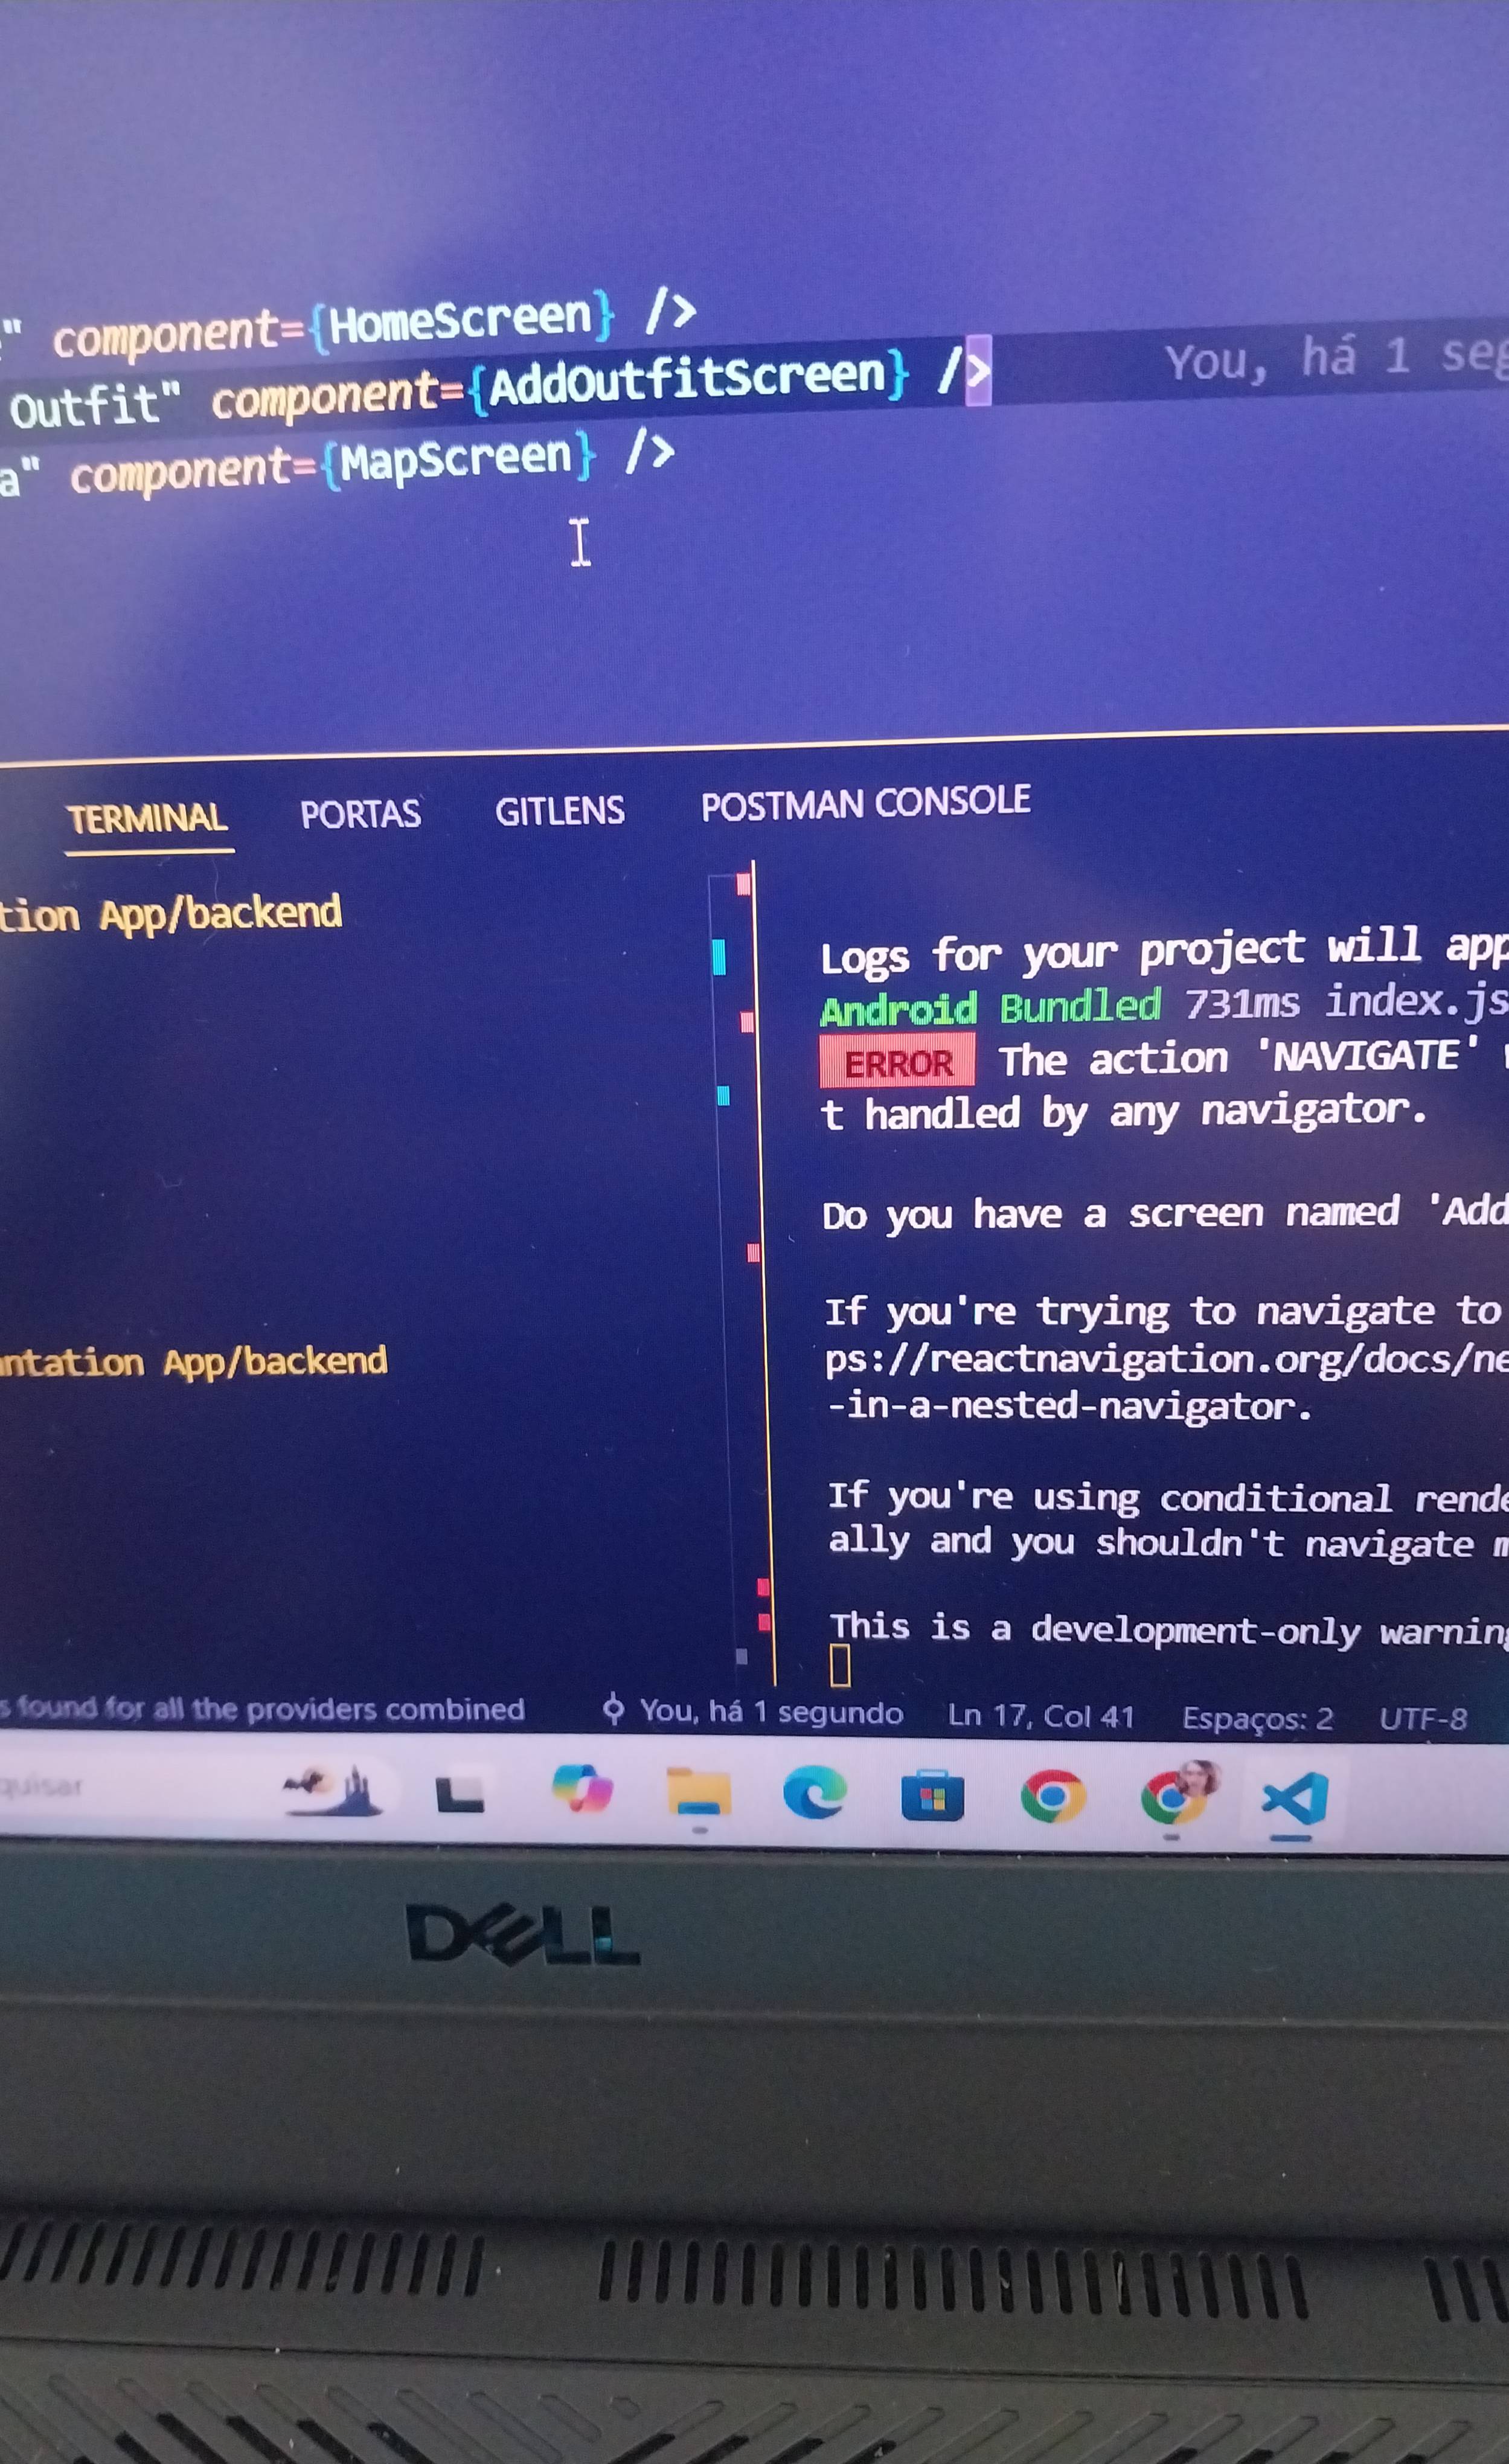 " component={HomeScreen} />
Outfit" component={AddOutfitScreen} /> You, há 1 seg
a" component={MapScreen} />
TERMINAL PORTAS GITLENS POSTMAN CONSOLE
tion App/backend
ntation App/backend
Logs for your project will app
Android Bundled 731ms index.js
ERROR The action 'NAVIGATE'
t handled by any navigator.
Do you have a screen named 'Add
If you're trying to navigate to
ps://reactnavigation.org/docs/ne
-in-a-nested-navigator.
If you're using conditional rende
ally and you shouldn't navigate m
This is a development-only warning
s found for all the providers combined You, há 1 segundo Ln 17, Col 41 Espaços: 2 UTF-8
quisar
DELL